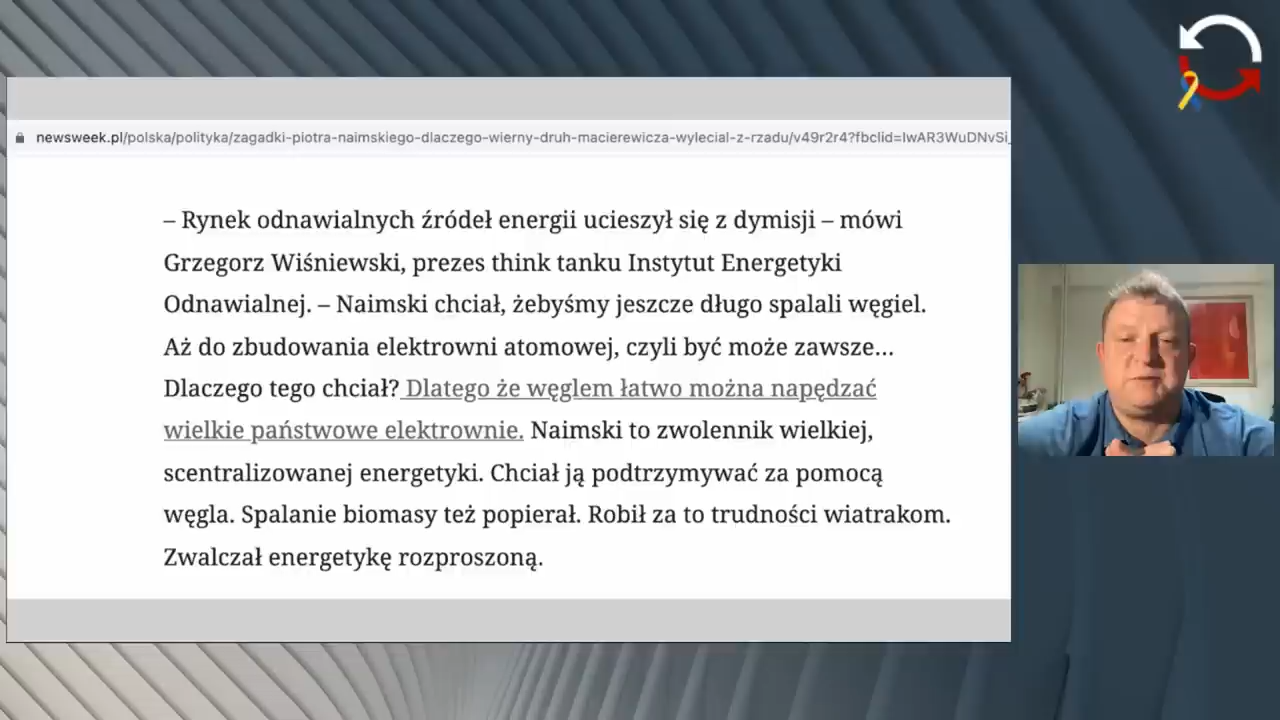 newsweek.pl/polska/polityka/zagadki-piotra-naimskiego-dlaczego-wierny-druh-macierewicza-wylecial-z-rzadu/v49r2r4?fbclid=IwAR3WuDNvSi_
– Rynek odnawialnych źródeł energii ucieszył się z dymisji – mówi
Grzegorz Wiśniewski, prezes think tanku Instytut Energetyki
Odnawialnej. – Naimski chciał, żebyśmy jeszcze długo spalali węgiel.
Aż do zbudowania elektrowni atomowej, czyli być może zawsze...
Dlaczego tego chciał? Dlatego że węglem łatwo można napędzać
wielkie państwowe elektrownie. Naimski to zwolennik wielkiej,
scentralizowanej energetyki. Chciał ją podtrzymywać za pomocą
węgla. Spalanie biomasy też popierał. Robił za to trudności wiatrakom.
Zwalczał energetykę rozproszoną.